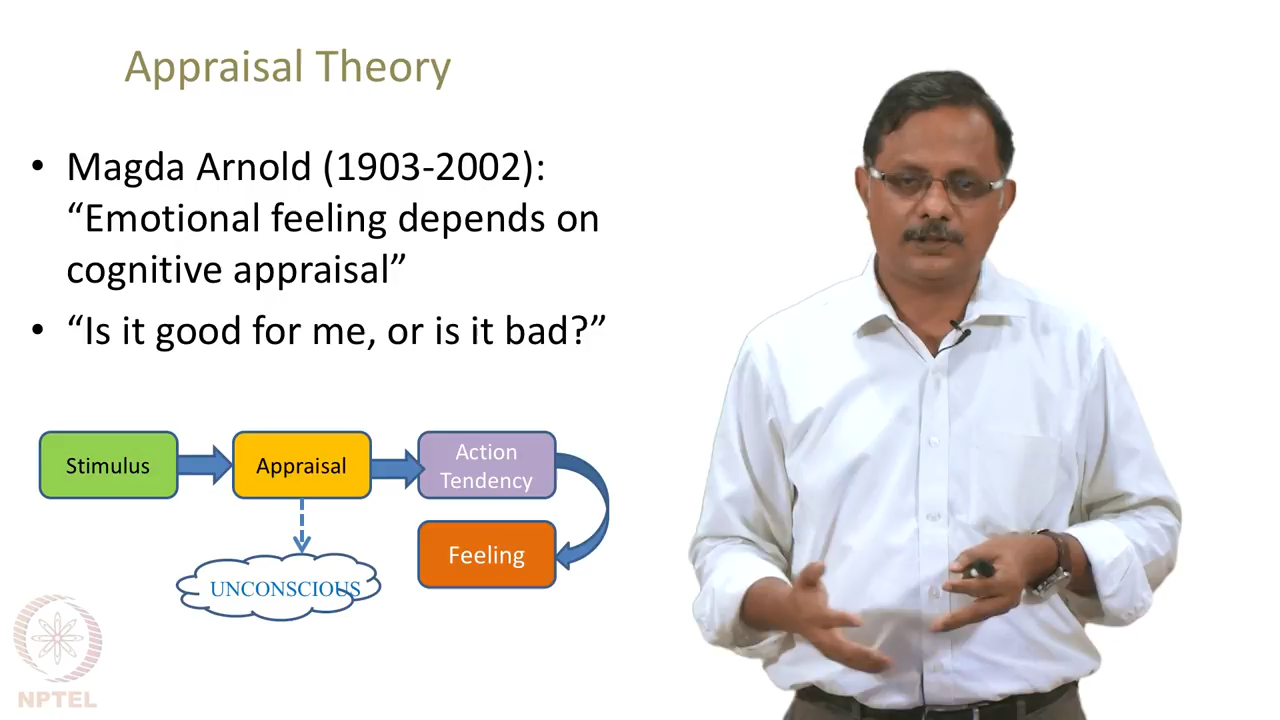 Appraisal Theory
• Magda Arnold (1903-2002):
“Emotional feeling depends on
cognitive appraisal”
• “Is it good for me, or is it bad?”
Stimulus
Appraisal
Action
Tendency
Feeling
UNCONSCIOUS
NPTEL